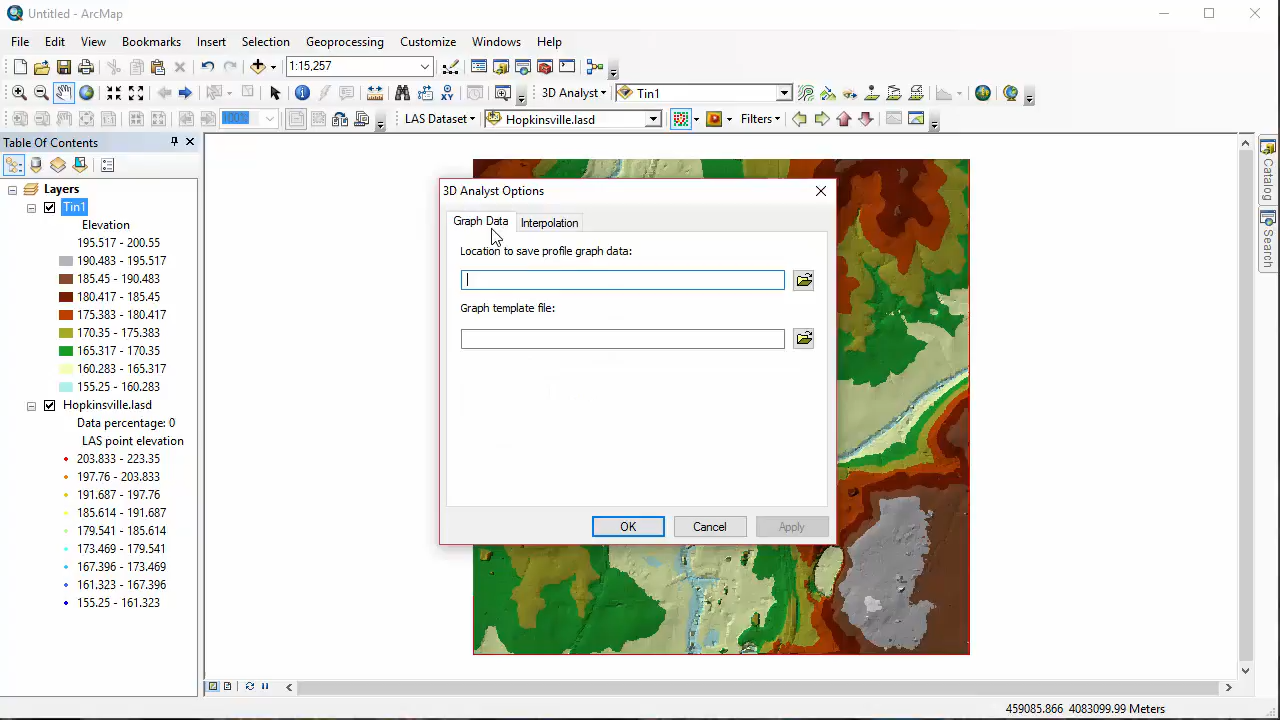 Untitled - ArcMap
File Edit View Bookmarks Insert Selection Geoprocessing Customize Windows Help
1:15,257
3D Analyst Tin1
100% LAS Dataset Hopkinsville.lasd Filters
Table Of Contents
Layers
Tin1
Elevation
195.517 - 200.55
190.483 - 195.517
185.45 - 190.483
180.417 - 185.45
175.383 - 180.417
170.35 - 175.383
165.317 - 170.35
160.283 - 165.317
155.25 - 160.283
Hopkinsville.lasd
Data percentage: 0
LAS point elevation
203.833 - 223.35
197.76 - 203.833
191.687 - 197.76
185.614 - 191.687
179.541 - 185.614
173.469 - 179.541
167.396 - 173.469
161.323 - 167.396
155.25 - 161.323
3D Analyst Options
Graph Data Interpolation
Location to save profile graph data:
Graph template file:
OK Cancel Apply
Catalog
Search
459085.866 4083099.99 Meters